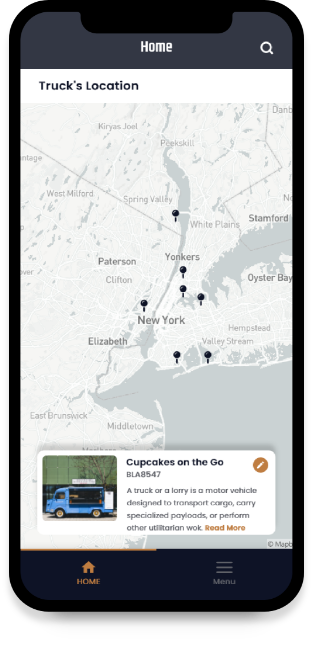 Home
Truck's Location
Danb
Kiryas Joel
Peekskill
ntage
West Milford
Spring Valley
No
White Plains
Stamford
Yonkers
Paterson
over
Clifton
Oyster Bay
New York
Hempstead
Elizabeth
Valley Stream
East Brunswick
Middletown
Cupcakes on the Go
BLA8547
A truck or a lorry is a motor vehicle
designed to transport cargo, carry
specialized payloads, or perform
other utilitarian wok. Read More
© Mapb
HOME
Menu